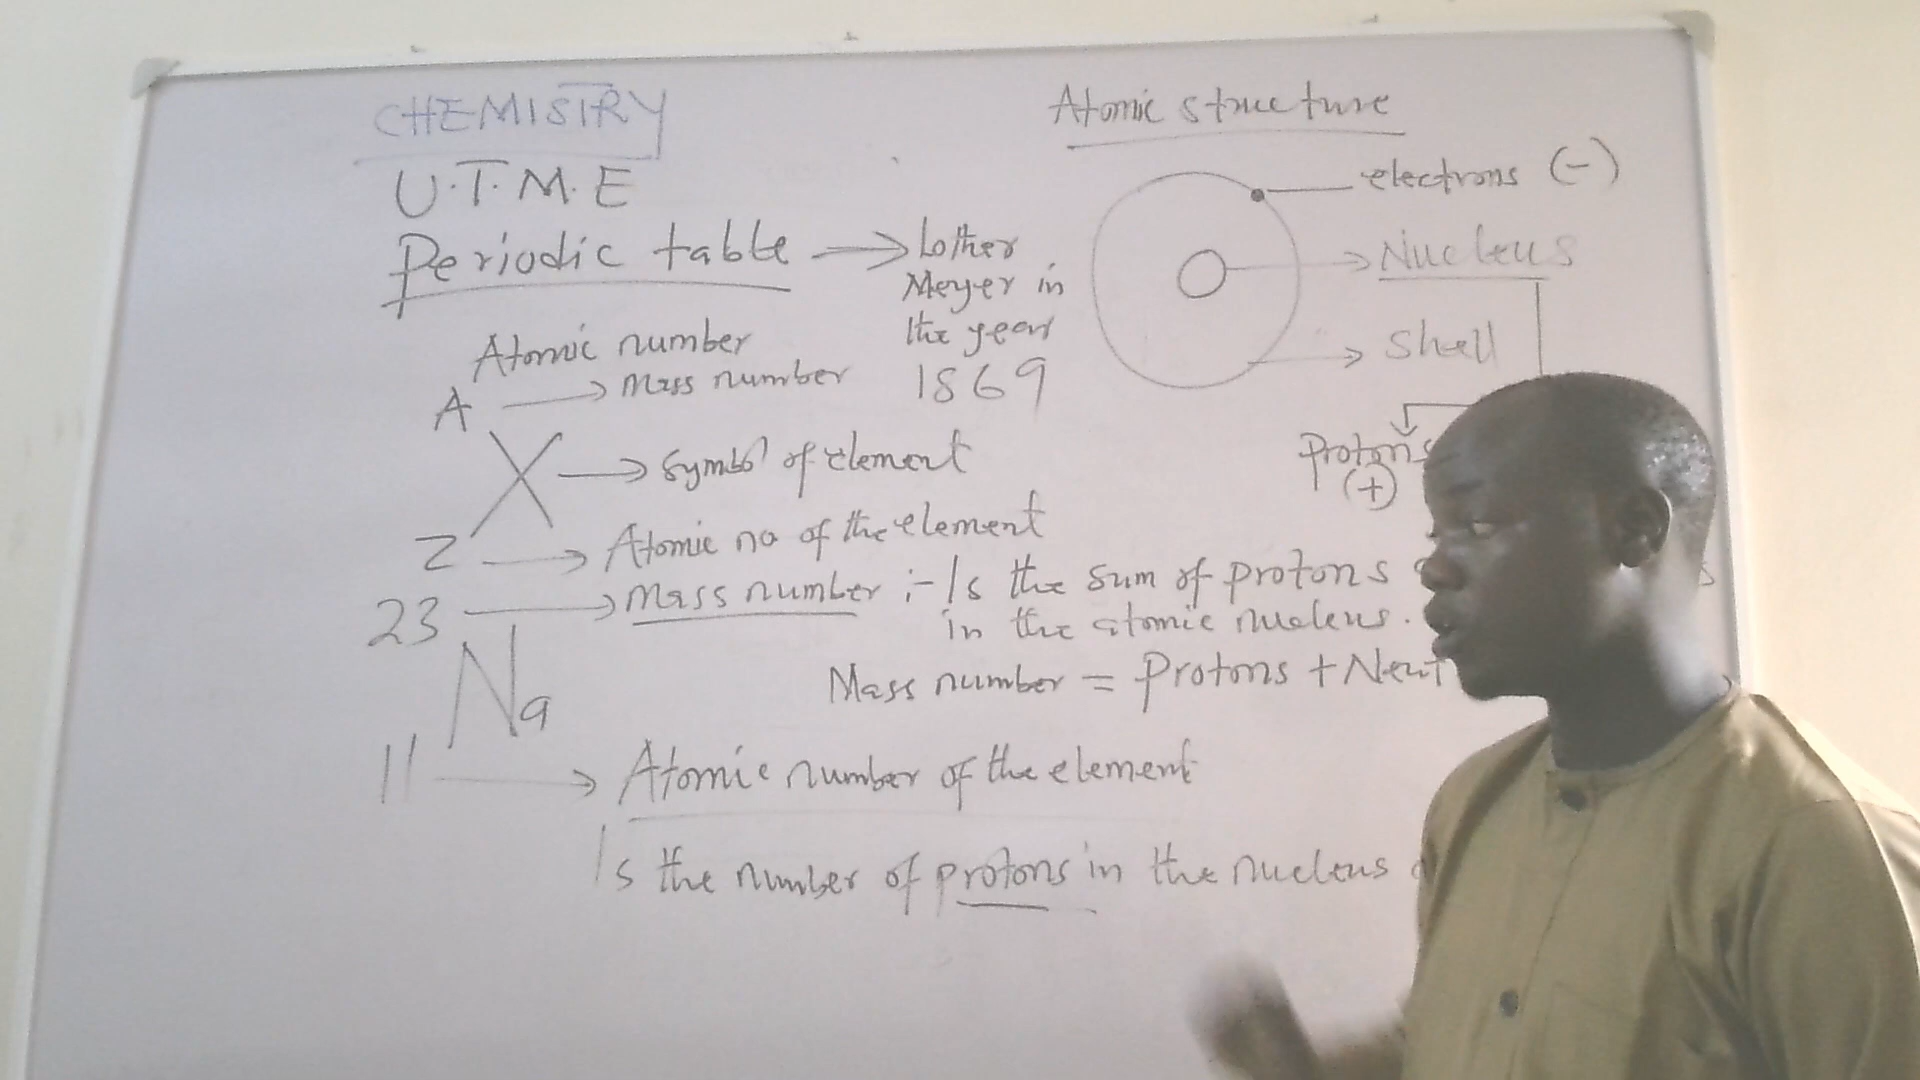 CHEMISTRY
U.T.M.E
Periodic table → Lother
Meyer in
the year
1869
Atomic number
A → Mass number
X → Symbol of element
Z → Atomic no of the element
23 → Mass number :- Is the sum of protons
in the atomic nucleus.
Na
Mass number = Protons + Neut
11 → Atomic number of the element
Is the number of protons in the nucleus
Atomic structure
electrons (-)
Nucleus
Shell
Protons
(+)